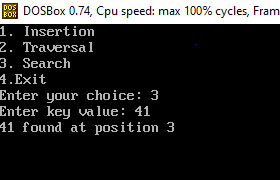 DOSBox 0.74, Cpu speed: max 100% cycles, Fram
1. Insertion
2. Traversal
3. Search
4.Exit
Enter your choice: 3
Enter key value: 41
41 found at position 3